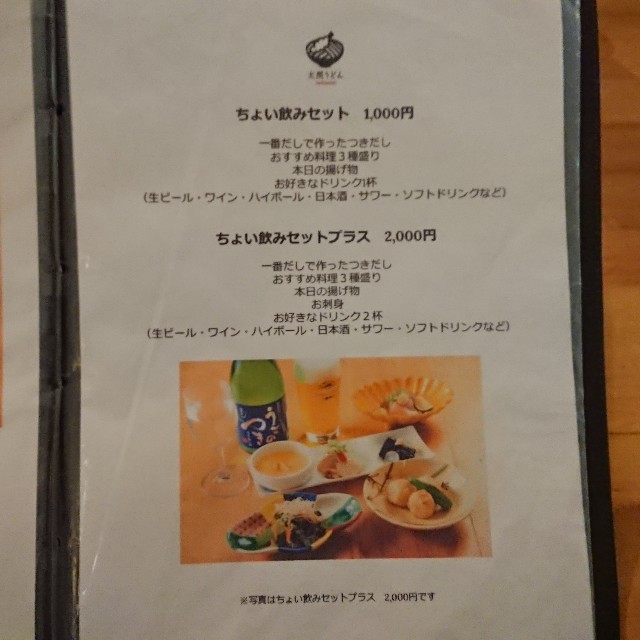 うどん
ちょい飲みセット 1,000円
一番だしで作ったつきだし
おすすめ料理３種盛り
本日の揚げ物
お好きなドリンク1杯
（生ビール・ワイン・ハイボール・日本酒・サワー・ソフトドリンクなど）
ちょい飲みセットプラス 2,000円
一番だしで作ったつきだし
おすすめ料理３種盛り
本日の揚げ物
お刺身
お好きなドリンク２杯
（生ビール・ワイン・ハイボール・日本酒・サワー・ソフトドリンクなど）
※写真はちょい飲みセットプラス 2,000円です